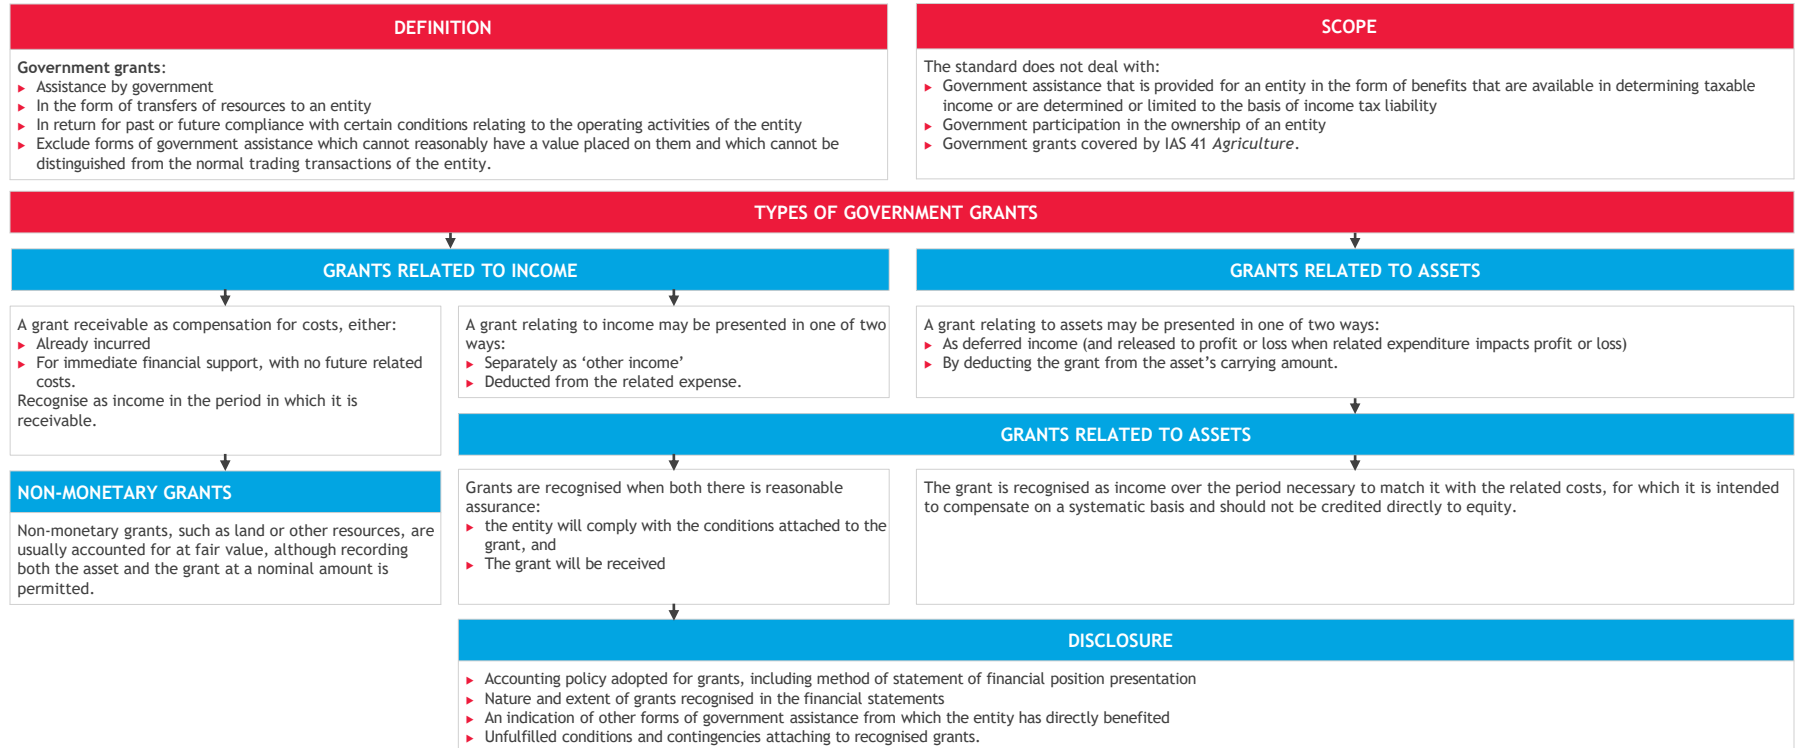 DEFINITION
Government grants:
► Assistance by government
► In the form of transfers of resources to an entity
► In return for past or future compliance with certain conditions relating to the operating activities of the entity
► Exclude forms of government assistance which cannot reasonably have a value placed on them and which cannot be
distinguished from the normal trading transactions of the entity.
SCOPE
The standard does not deal with:
► Government assistance that is provided for an entity in the form of benefits that are available in determining taxable
income or are determined or limited to the basis of income tax liability
► Government participation in the ownership of an entity
► Government grants covered by IAS 41 Agriculture.
TYPES OF GOVERNMENT GRANTS
GRANTS RELATED TO INCOME
A grant receivable as compensation for costs, either:
► Already incurred
► For immediate financial support, with no future related
costs.
Recognise as income in the period in which it is
receivable.
A grant relating to income may be presented in one of two
ways:
► Separately as ‘other income’
► Deducted from the related expense.
GRANTS RELATED TO ASSETS
A grant relating to assets may be presented in one of two ways:
► As deferred income (and released to profit or loss when related expenditure impacts profit or loss)
► By deducting the grant from the asset’s carrying amount.
NON-MONETARY GRANTS
Non-monetary grants, such as land or other resources, are
usually accounted for at fair value, although recording
both the asset and the grant at a nominal amount is
permitted.
GRANTS RELATED TO ASSETS
Grants are recognised when both there is reasonable
assurance:
► the entity will comply with the conditions attached to the
grant, and
► The grant will be received
The grant is recognised as income over the period necessary to match it with the related costs, for which it is intended
to compensate on a systematic basis and should not be credited directly to equity.
DISCLOSURE
► Accounting policy adopted for grants, including method of statement of financial position presentation
► Nature and extent of grants recognised in the financial statements
► An indication of other forms of government assistance from which the entity has directly benefited
► Unfulfilled conditions and contingencies attaching to recognised grants.